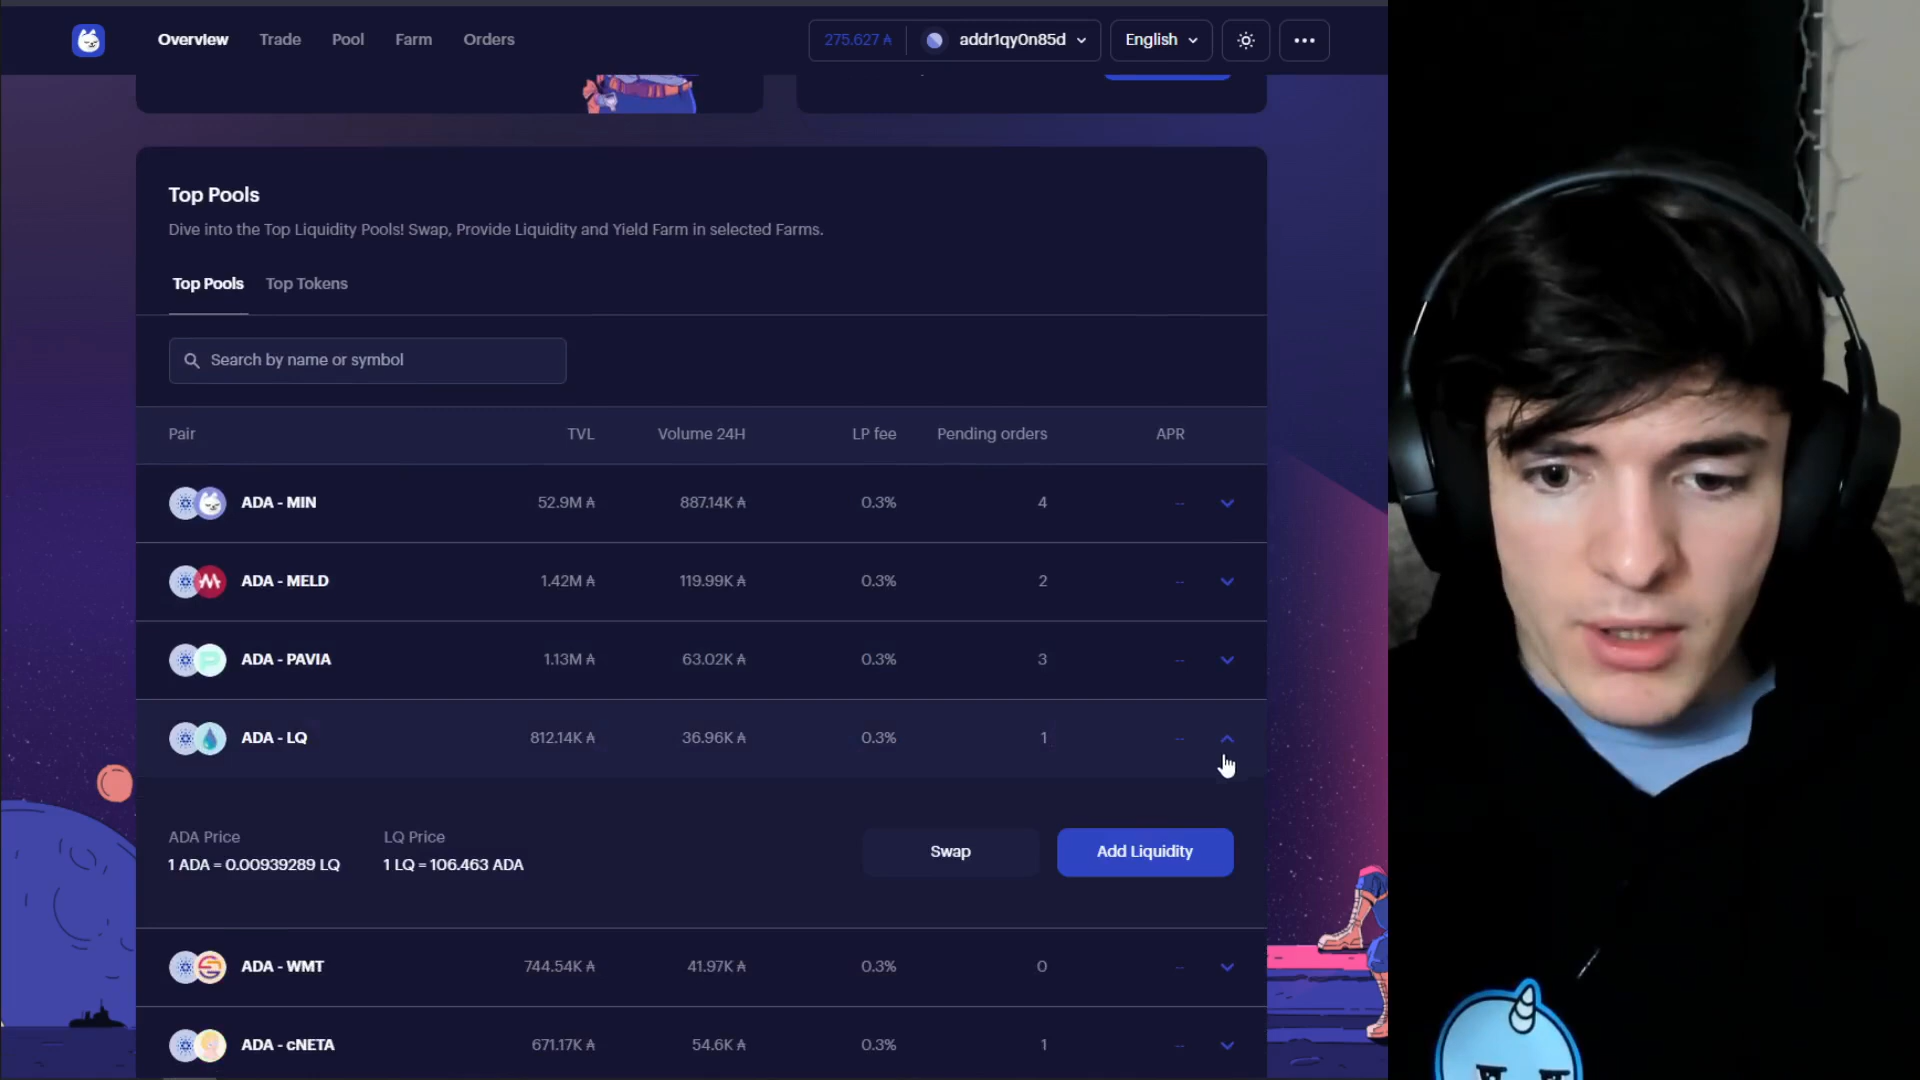 Overview Trade Pool Farm Orders 275.627 ₳ addr1qy0n85d English
Top Pools
Dive into the Top Liquidity Pools! Swap, Provide Liquidity and Yield Farm in selected Farms.
Top Pools Top Tokens
Search by name or symbol
Pair TVL Volume 24H LP fee Pending orders APR
ADA - MIN 52.9M ₳ 887.14K ₳ 0.3% 4 --
ADA - MELD 1.42M ₳ 119.99K ₳ 0.3% 2 --
ADA - PAVIA 1.13M ₳ 63.02K ₳ 0.3% 3 --
ADA - LQ 812.14K ₳ 36.96K ₳ 0.3% 1 --
ADA Price LQ Price
1 ADA = 0.00939289 LQ 1 LQ = 106.463 ADA Swap Add Liquidity
ADA - WMT 744.54K ₳ 41.97K ₳ 0.3% 0 --
ADA - cNETA 671.17K ₳ 54.6K ₳ 0.3% 1 --